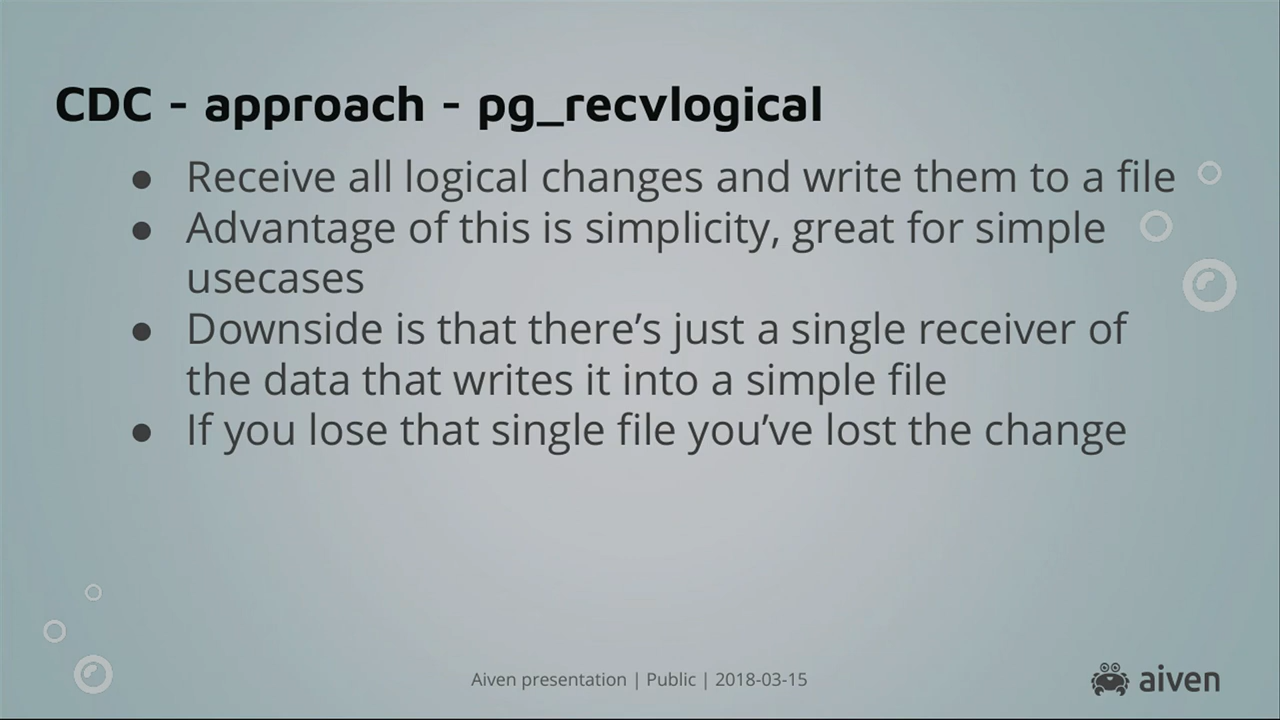 CDC - approach - pg_recvlogical
● Receive all logical changes and write them to a file
● Advantage of this is simplicity, great for simple
usecases
● Downside is that there's just a single receiver of
the data that writes it into a simple file
● If you lose that single file you've lost the change
Aiven presentation | Public | 2018-03-15
aiven